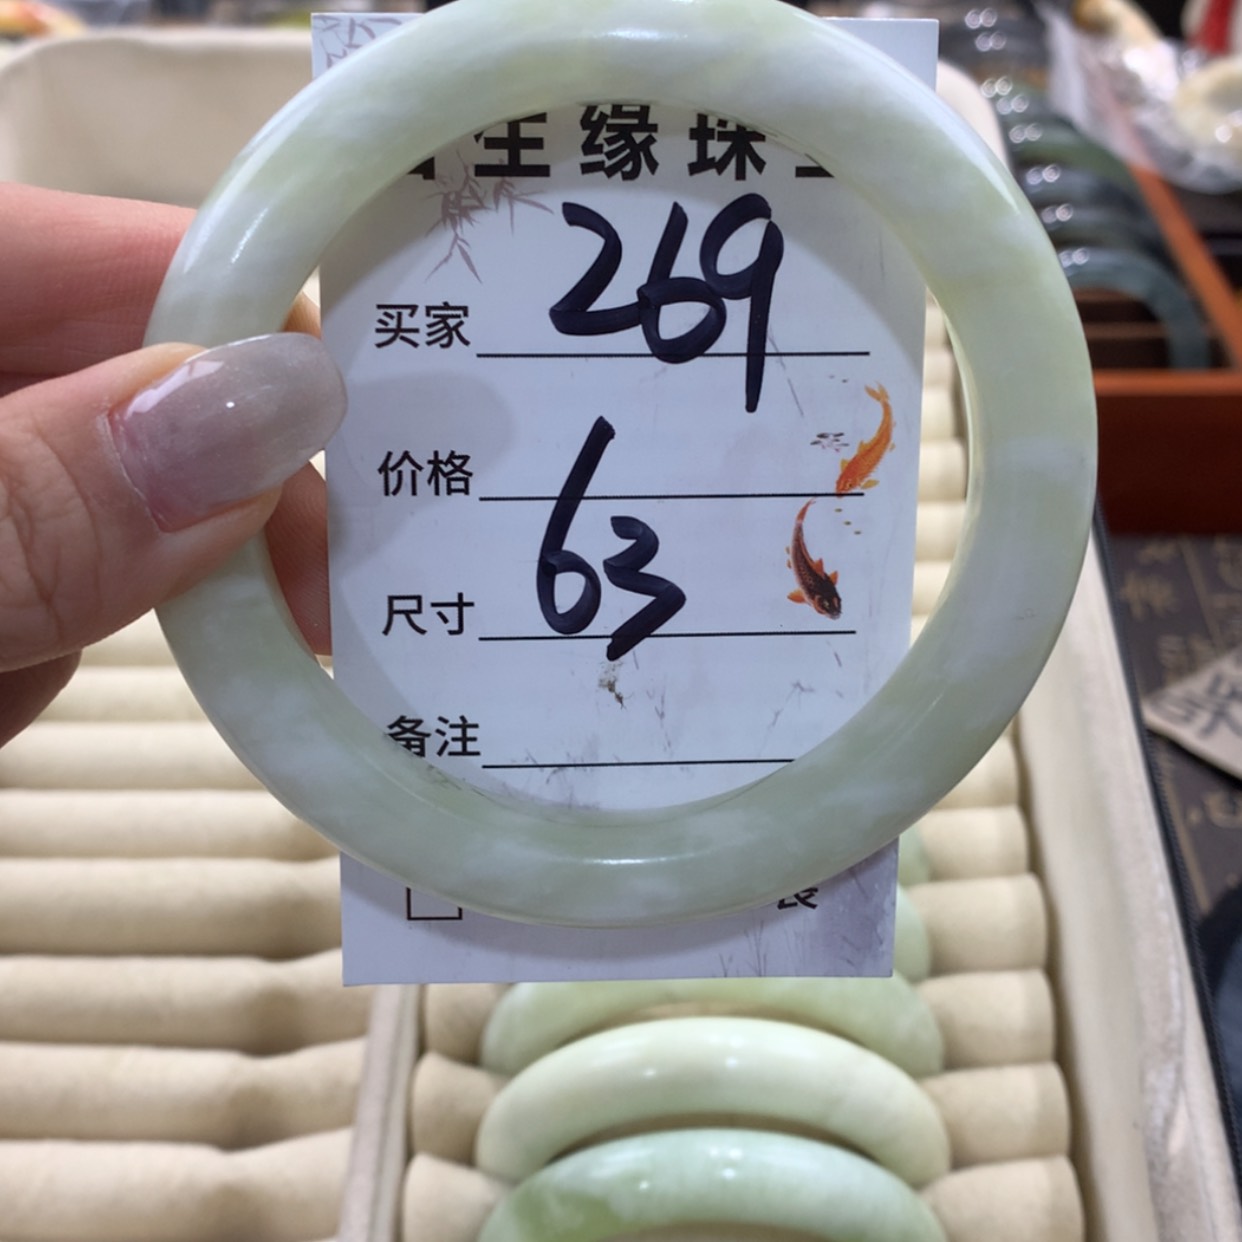 生缘珠
买家 269
价格
尺寸 63
备注